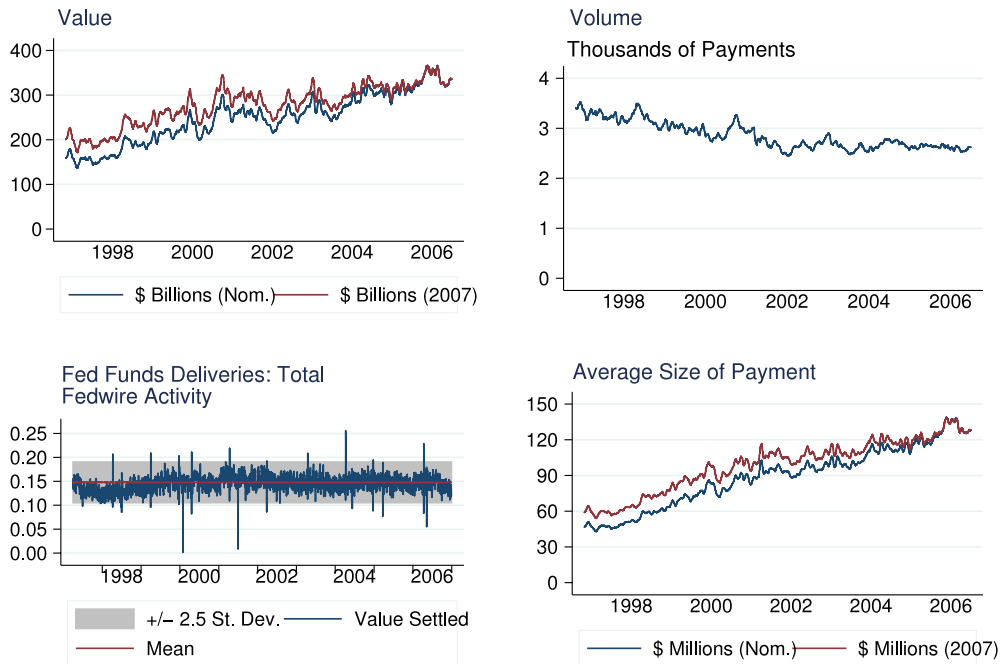 Value
400
300
200
100
0
1998 2000 2002 2004 2006
$ Billions (Nom.) $ Billions (2007)
Volume
Thousands of Payments
4
3
2
1
0
1998 2000 2002 2004 2006
Fed Funds Deliveries: Total
Fedwire Activity
0.25
0.20
0.15
0.10
0.05
0.00
1998 2000 2002 2004 2006
+/− 2.5 St. Dev. Value Settled
Mean
Average Size of Payment
150
120
90
60
30
0
1998 2000 2002 2004 2006
$ Millions (Nom.) $ Millions (2007)